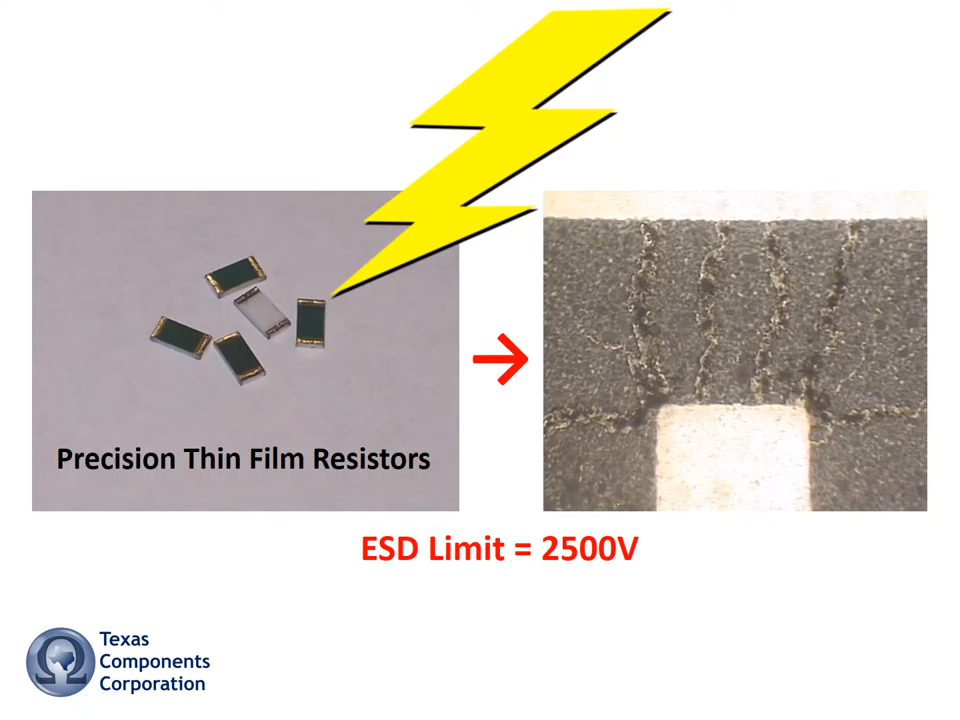 Precision Thin Film Resistors
ESD Limit = 2500V
Texas
Components
Corporation